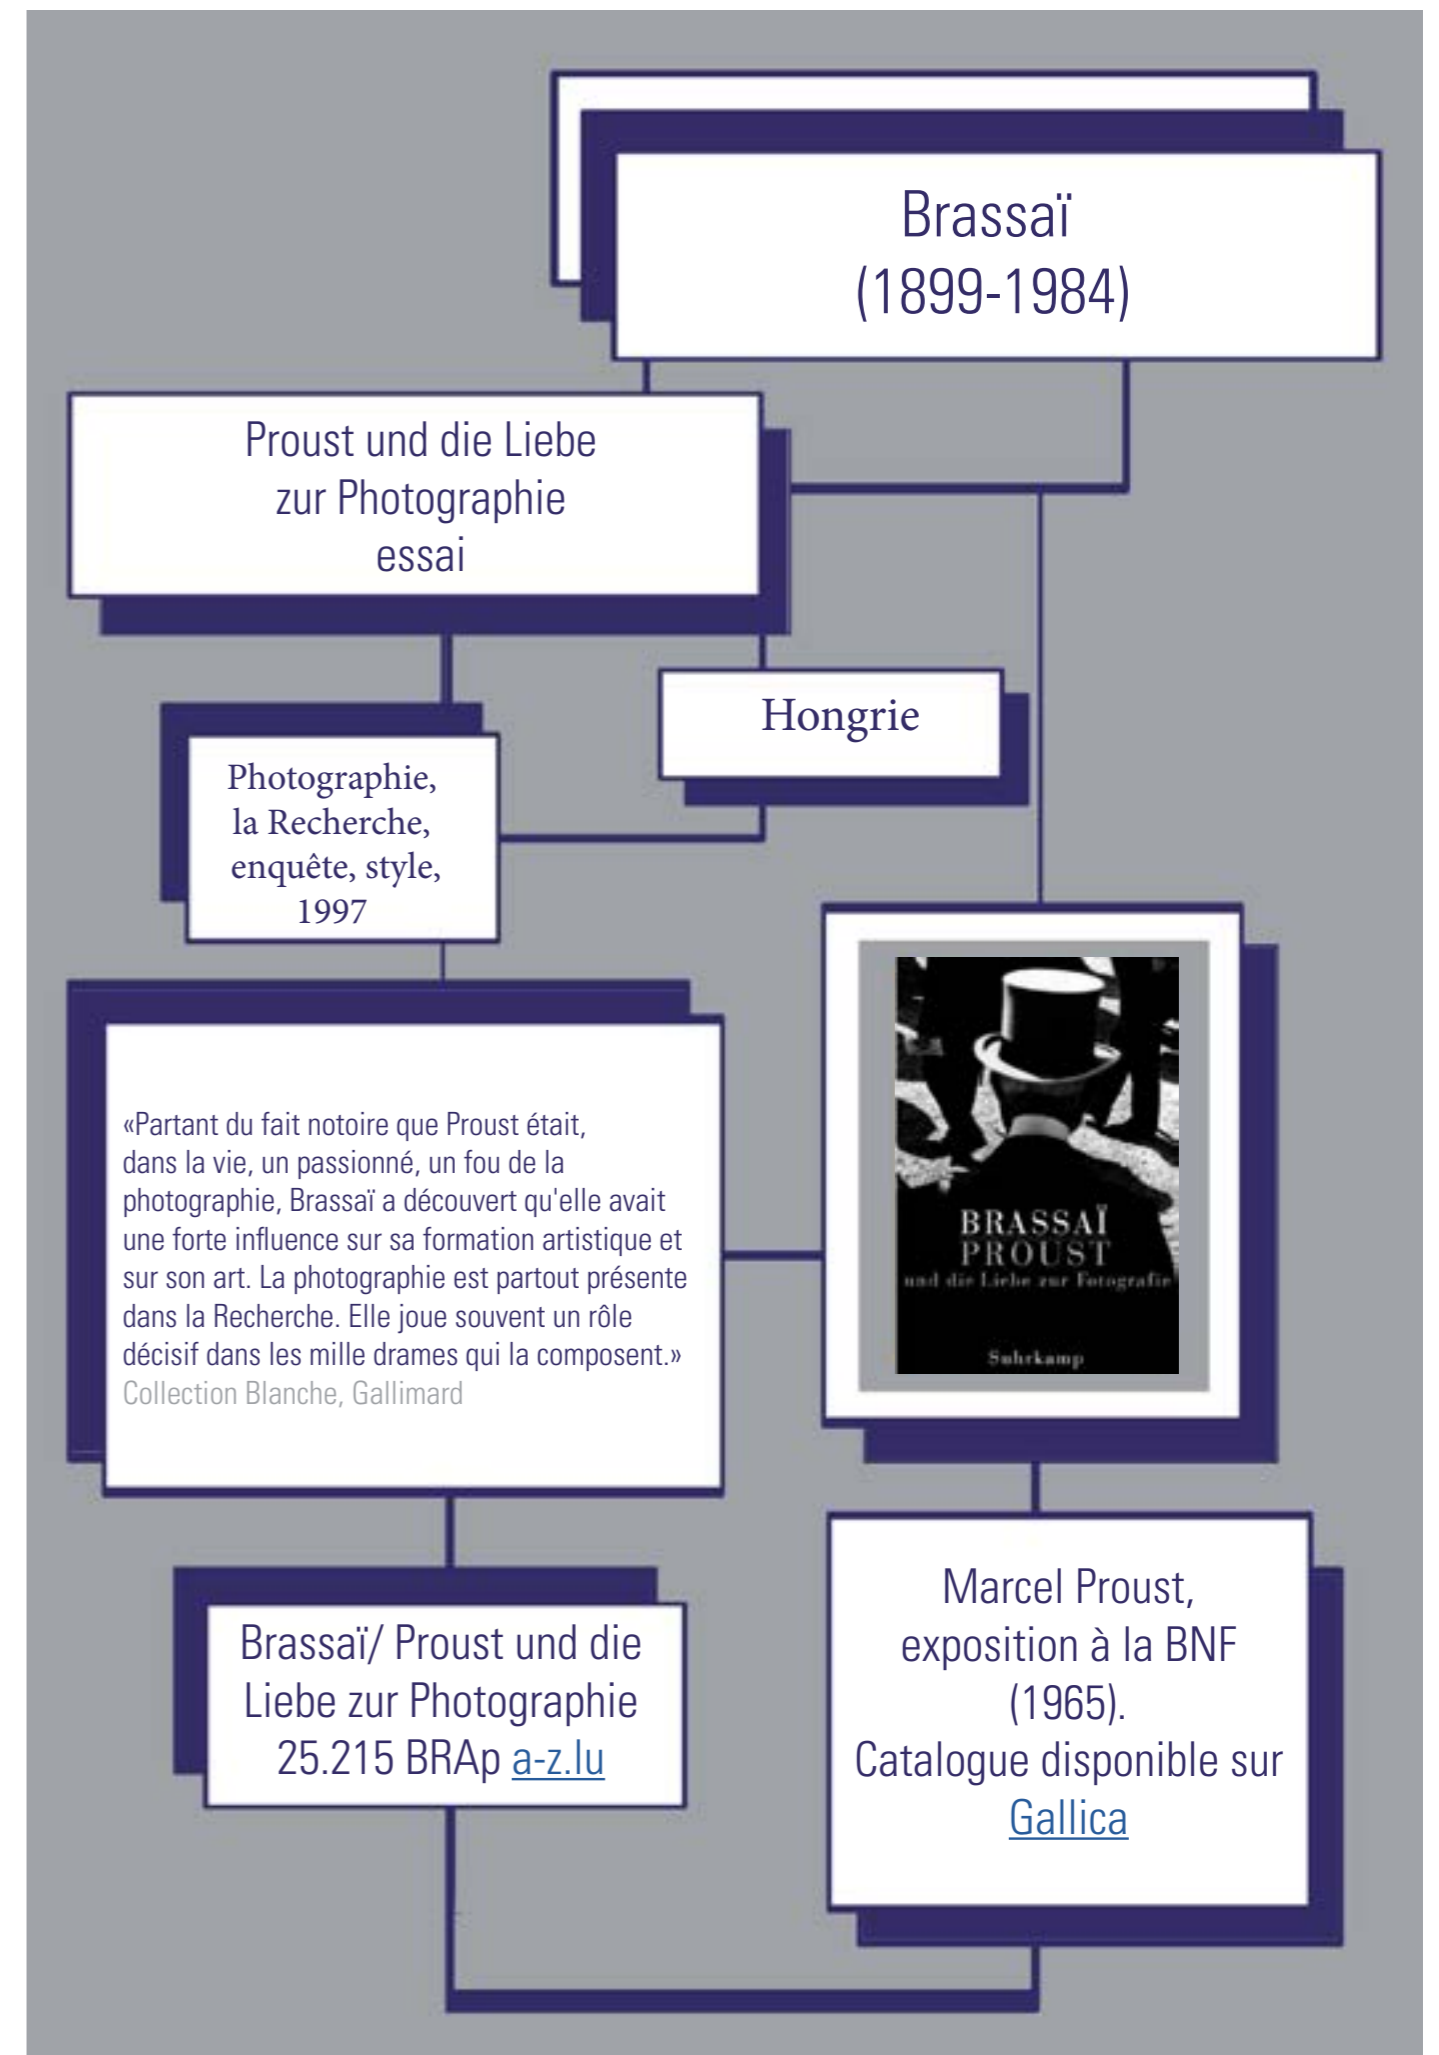 Brassaï
(1899-1984)
Proust und die Liebe
zur Photographie
essai
Hongrie
Photographie,
la Recherche,
enquête, style,
1997
«Partant du fait notoire que Proust était,
dans la vie, un passionné, un fou de la
photographie, Brassaï a découvert qu'elle avait
une forte influence sur sa formation artistique et
sur son art. La photographie est partout présente
dans la Recherche. Elle joue souvent un rôle
décisif dans les mille drames qui la composent.»
Collection Blanche, Gallimard
BRASSAÏ
PROUST
und die Liebe zur Fotografie
Suhrkamp
Brassaï/ Proust und die
Liebe zur Photographie
25.215 BRAp a-z.lu
Marcel Proust,
exposition à la BNF
(1965).
Catalogue disponible sur
Gallica